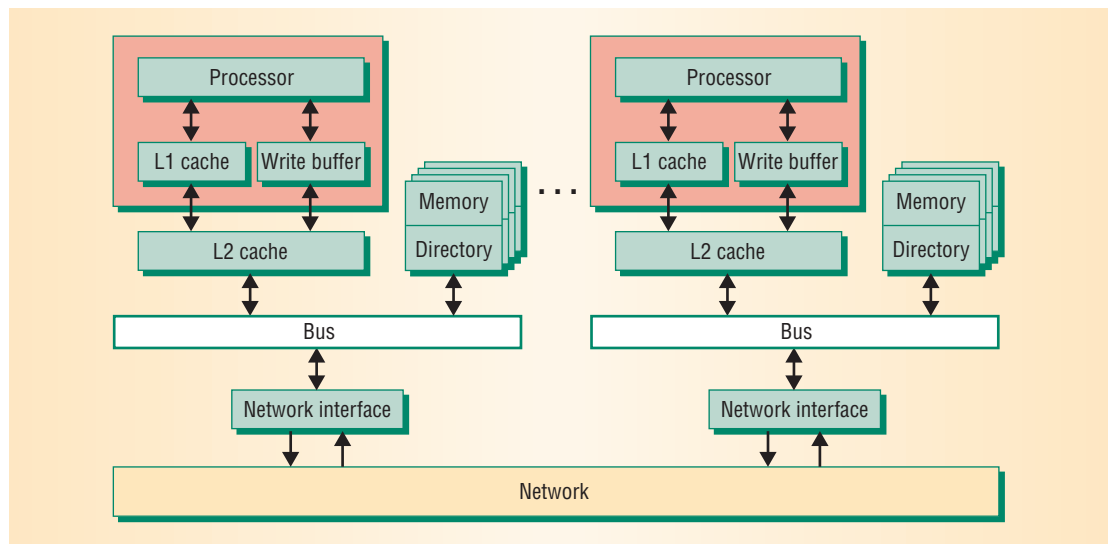 Processor
L1 cache
Write buffer
Memory
Directory
L2 cache
Bus
Network interface
...
Processor
L1 cache
Write buffer
Memory
Directory
L2 cache
Bus
Network interface
Network